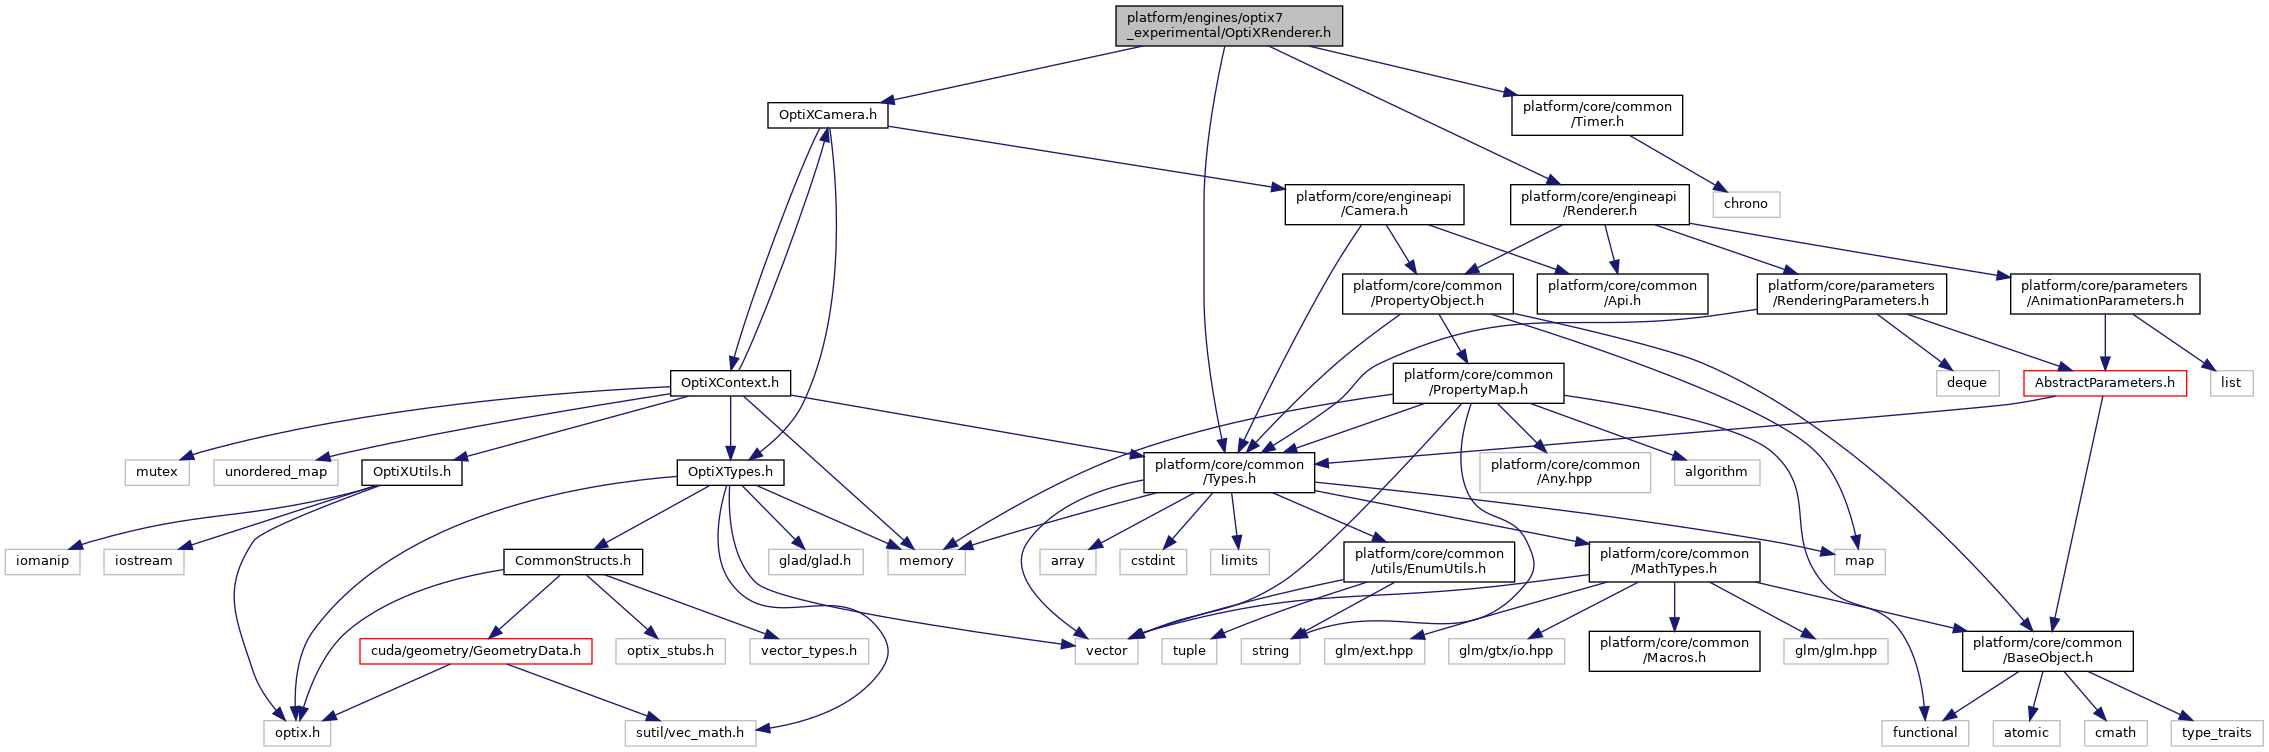 platform/engines/optix7
_experimental/OptiXRenderer.h
OptiXCamera.h
platform/core/common
/Timer.h
platform/core/engineapi
/Camera.h
platform/core/engineapi
/Renderer.h
chrono
platform/core/common
/PropertyObject.h
platform/core/common
/Api.h
platform/core/parameters
/RenderingParameters.h
platform/core/parameters
/AnimationParameters.h
OptiXContext.h
platform/core/common
/PropertyMap.h
deque
AbstractParameters.h
list
mutex
unordered_map
OptiXUtils.h
OptiXTypes.h
platform/core/common
/Types.h
platform/core/common
/Any.hpp
algorithm
iomanip
iostream
CommonStructs.h
glad/glad.h
memory
array
cstdint
limits
platform/core/common
/utils/EnumUtils.h
platform/core/common
/MathTypes.h
map
cuda/geometry/GeometryData.h
optix_stubs.h
vector_types.h
vector
tuple
string
glm/ext.hpp
glm/gtx/io.hpp
platform/core/common
/Macros.h
glm/glm.hpp
platform/core/common
/BaseObject.h
optix.h
sutil/vec_math.h
functional
atomic
cmath
type_traits